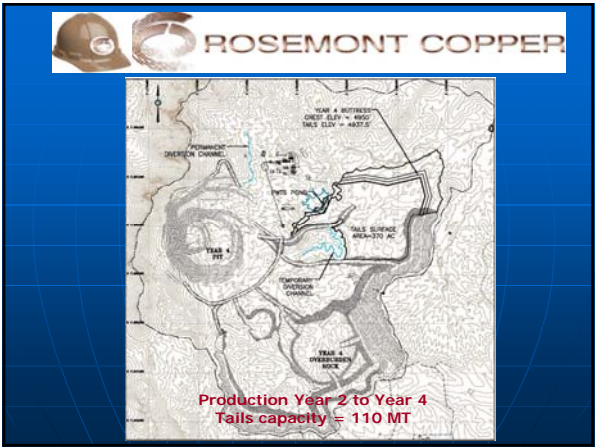 ROSEMONT COPPER
YEAR 4 BUTTRESS
CREST ELEV = 4950'
TAILS ELEV = 4937.5'
PERMANENT
DIVERSION CHANNEL
PWTS POND
TAILS SURFACE
AREA=370 AC
YEAR 4
PIT
TEMPORARY
DIVERSION
CHANNEL
YEAR 4
OVERBURDEN
ROCK
Production Year 2 to Year 4
Tails capacity = 110 MT